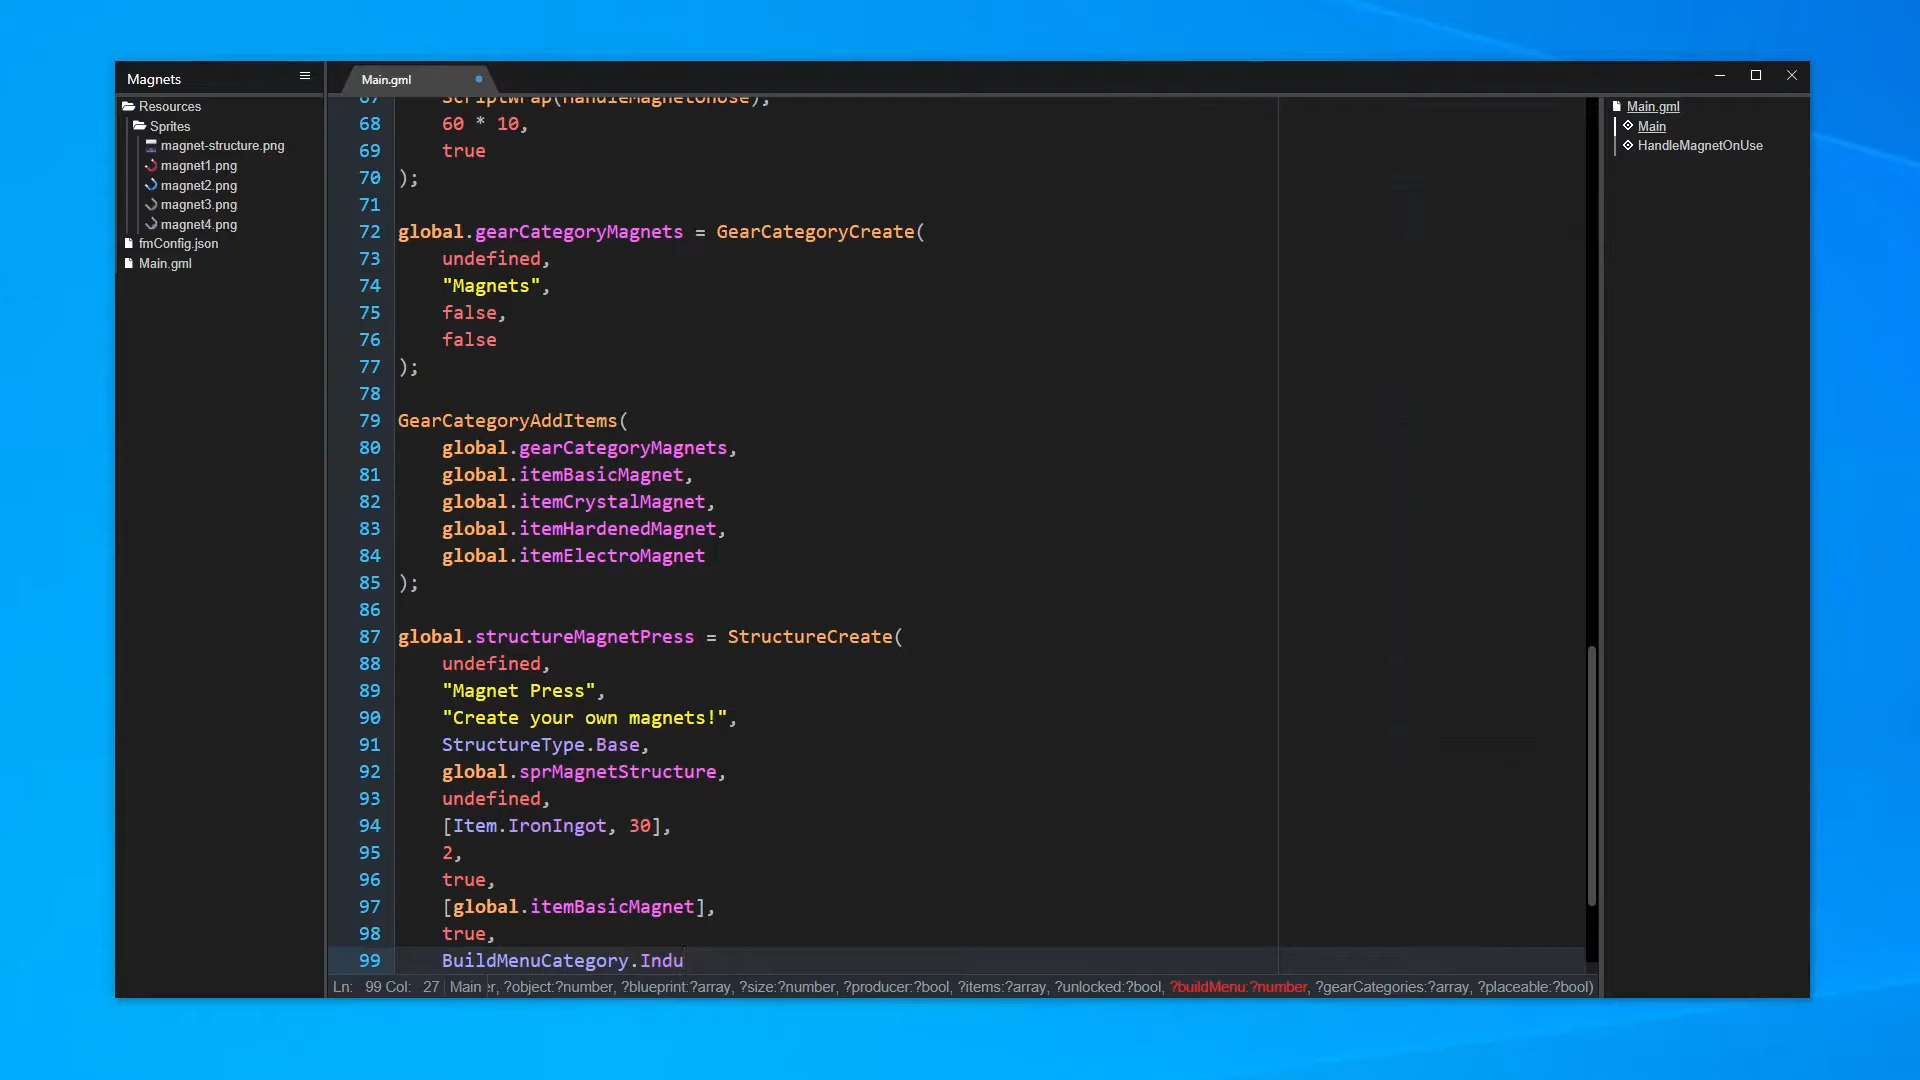 Magnets
Resources
Sprites
magnet-structure.png
magnet1.png
magnet2.png
magnet3.png
magnet4.png
fmConfig.json
Main.gml
Main.gml
67 ScriptWrap(HandleMagnetOnUse),
68 60 * 10,
69 true
70 );
71
72 global.gearCategoryMagnets = GearCategoryCreate(
73 undefined,
74 "Magnets",
75 false,
76 false
77 );
78
79 GearCategoryAddItems(
80 global.gearCategoryMagnets,
81 global.itemBasicMagnet,
82 global.itemCrystalMagnet,
83 global.itemHardenedMagnet,
84 global.itemElectroMagnet
85 );
86
87 global.structureMagnetPress = StructureCreate(
88 undefined,
89 "Magnet Press",
90 "Create your own magnets!",
91 StructureType.Base,
92 global.sprMagnetStructure,
93 undefined,
94 [Item.IronIngot, 30],
95 2,
96 true,
97 [global.itemBasicMagnet],
98 true,
99 BuildMenuCategory.Indu
Ln: 99 Col: 27 Main er, ?object:?number, ?blueprint:?array, ?size:?number, ?producer:?bool, ?items:?array, ?unlocked:?bool, ?buildMenu:?number, ?gearCategories:?array, ?placeable:?bool)
Main.gml
Main
HandleMagnetOnUse